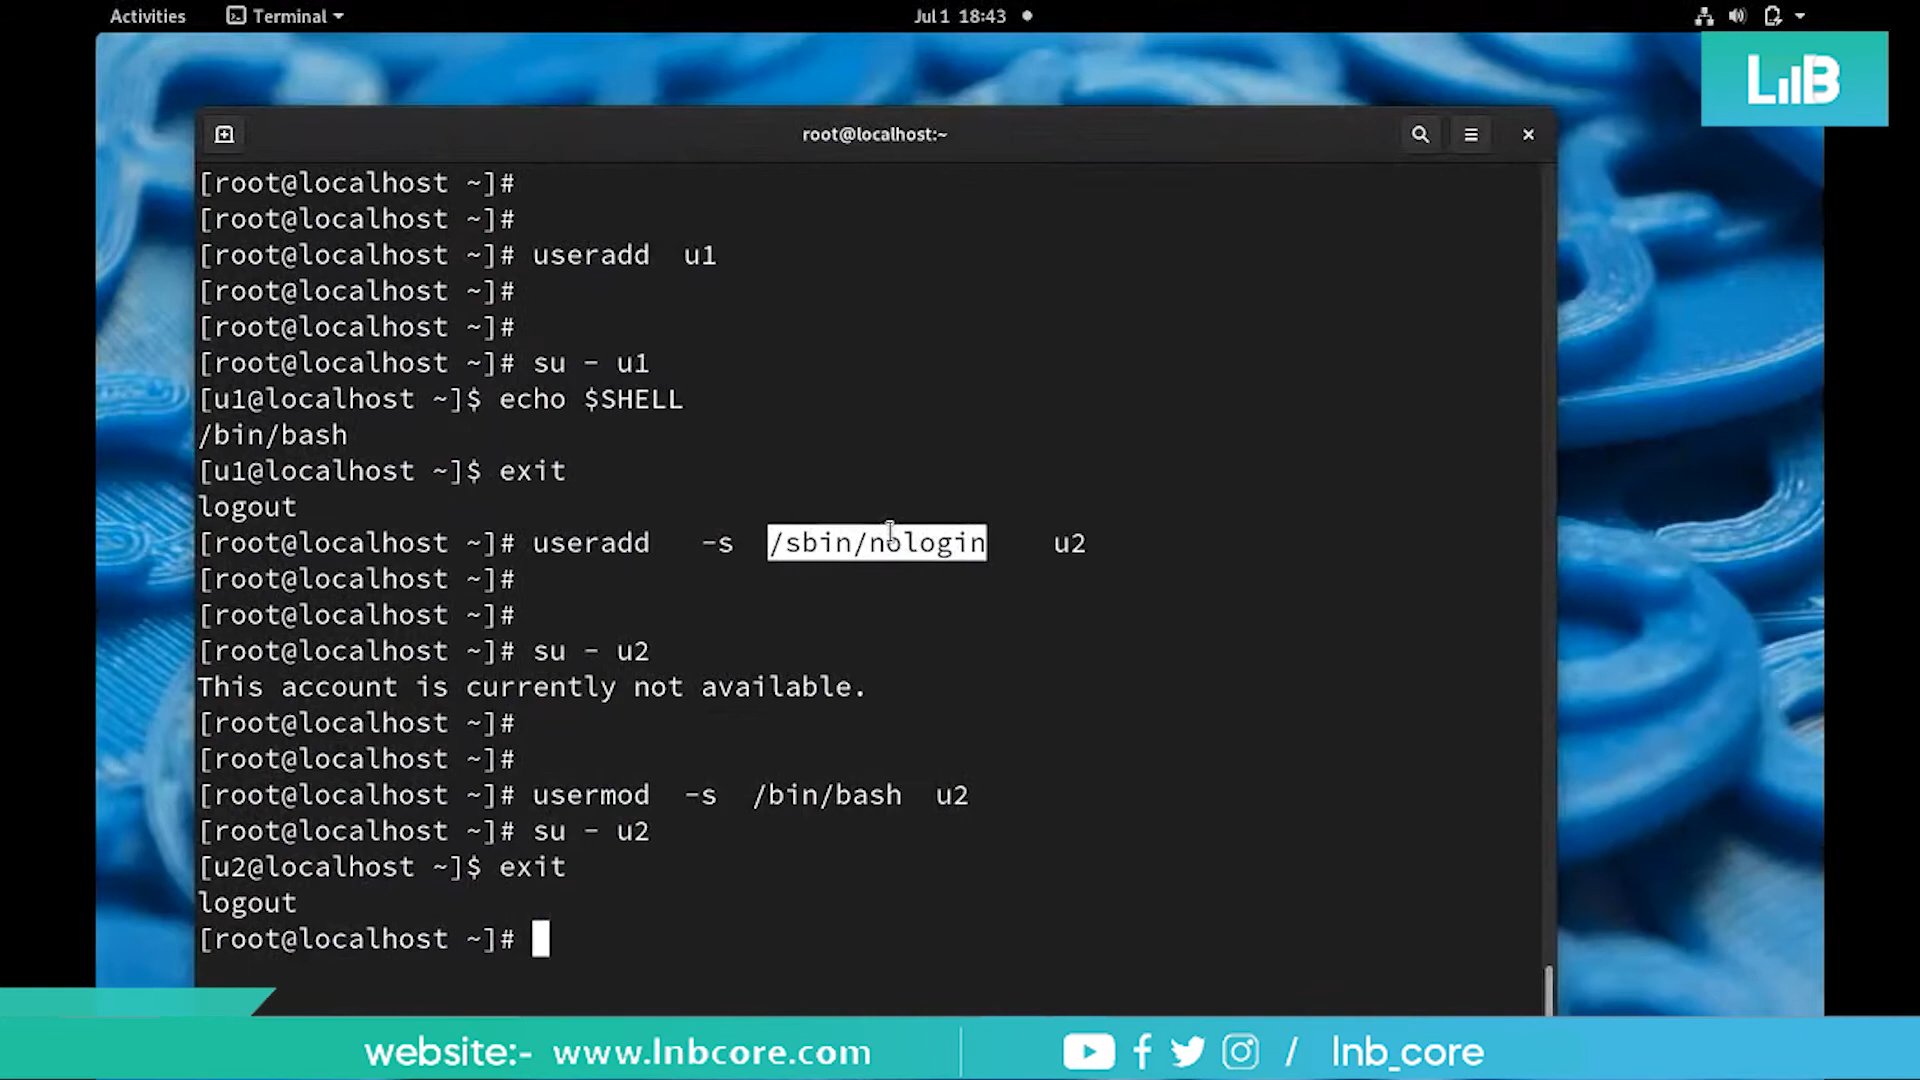 Activities Terminal Jul 1 18:43
LNB
root@localhost:~
[root@localhost ~]#
[root@localhost ~]#
[root@localhost ~]# useradd  u1
[root@localhost ~]#
[root@localhost ~]#
[root@localhost ~]# su - u1
[u1@localhost ~]$ echo $SHELL
/bin/bash
[u1@localhost ~]$ exit
logout
[root@localhost ~]# useradd   -s  /sbin/nologin    u2
[root@localhost ~]#
[root@localhost ~]#
[root@localhost ~]# su - u2
This account is currently not available.
[root@localhost ~]#
[root@localhost ~]#
[root@localhost ~]# usermod  -s  /bin/bash  u2
[root@localhost ~]# su - u2
[u2@localhost ~]$ exit
logout
[root@localhost ~]#
website:- www.lnbcore.com / lnb_core